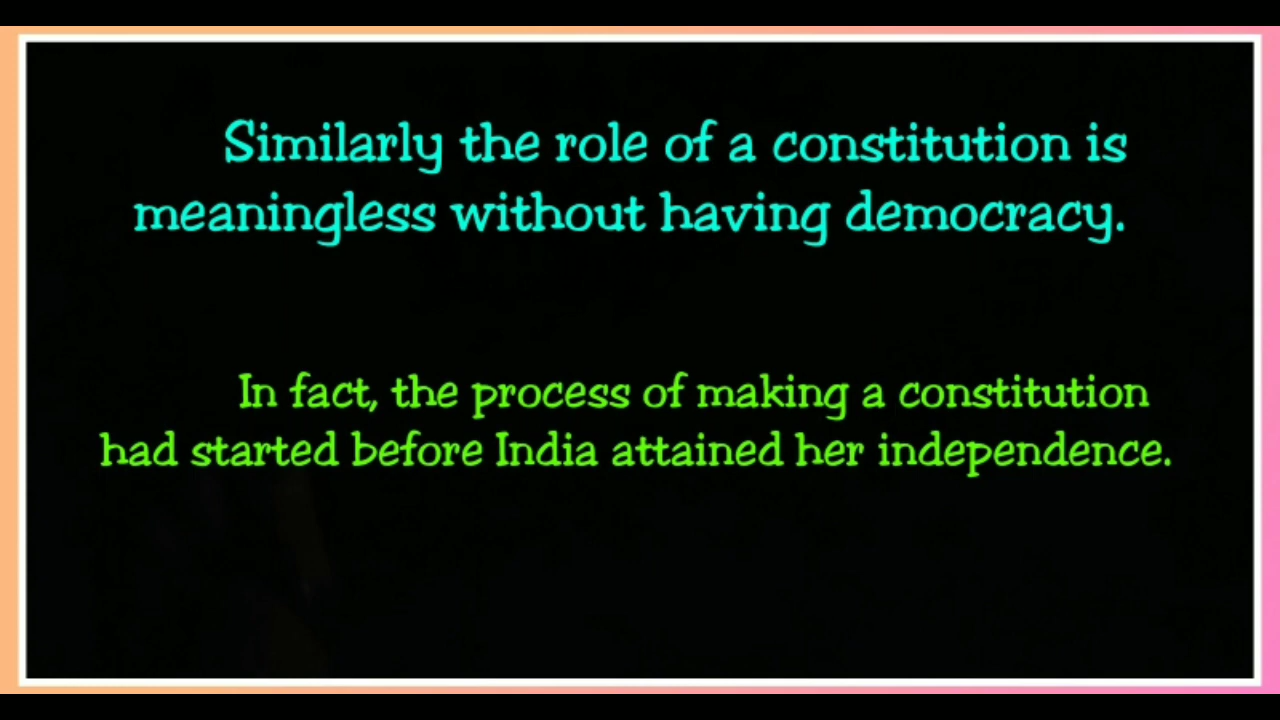 Similarly the role of a constitution is
meaningless without having democracy.
In fact, the process of making a constitution
had started before India attained her independence.